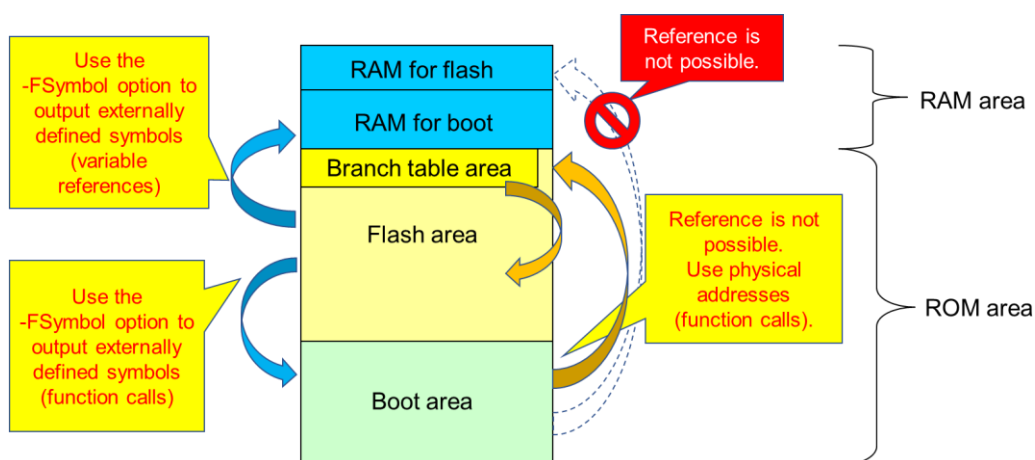 Use the
-FSymbol option to
output externally
defined symbols
(variable
references)
Use the
-FSymbol option to
output externally
defined symbols
(function calls)
RAM for flash
RAM for boot
Branch table area
Flash area
Boot area
Reference is
not possible.
Reference is not
possible.
Use physical
addresses
(function calls).
RAM area
ROM area